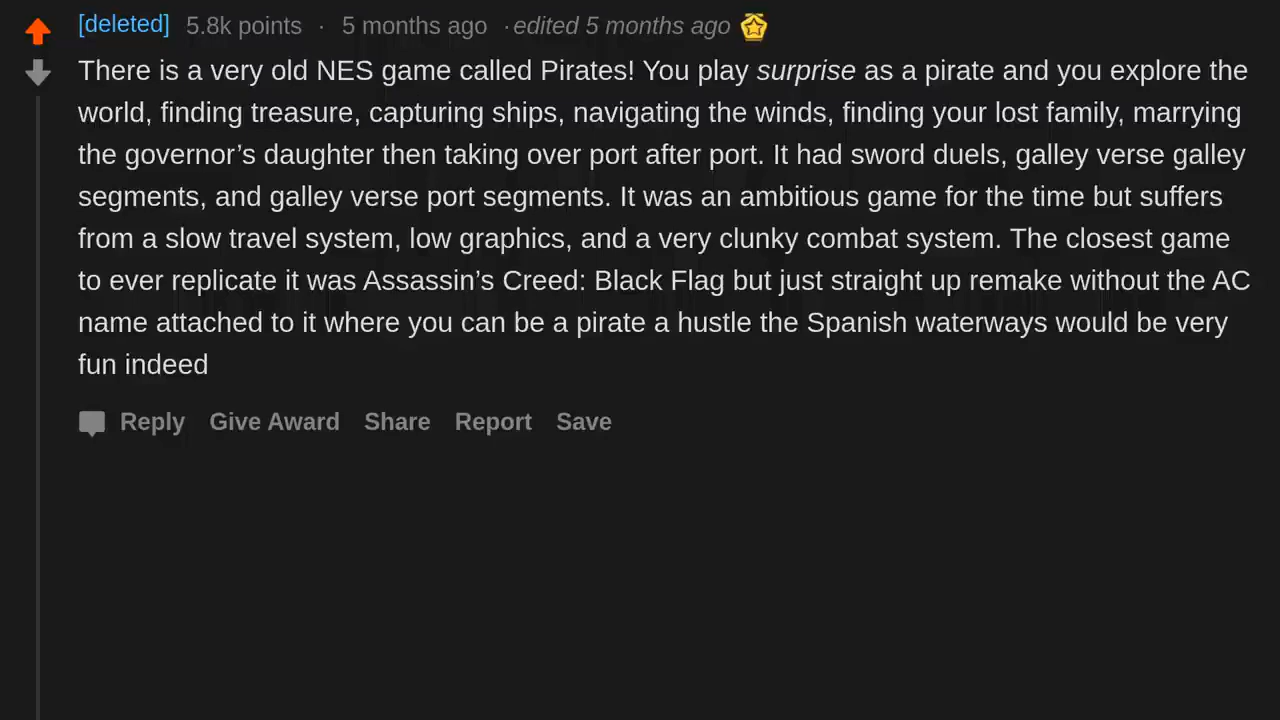 [deleted] 5.8k points · 5 months ago · edited 5 months ago
There is a very old NES game called Pirates! You play surprise as a pirate and you explore the
world, finding treasure, capturing ships, navigating the winds, finding your lost family, marrying
the governor’s daughter then taking over port after port. It had sword duels, galley verse galley
segments, and galley verse port segments. It was an ambitious game for the time but suffers
from a slow travel system, low graphics, and a very clunky combat system. The closest game
to ever replicate it was Assassin’s Creed: Black Flag but just straight up remake without the AC
name attached to it where you can be a pirate a hustle the Spanish waterways would be very
fun indeed
Reply Give Award Share Report Save